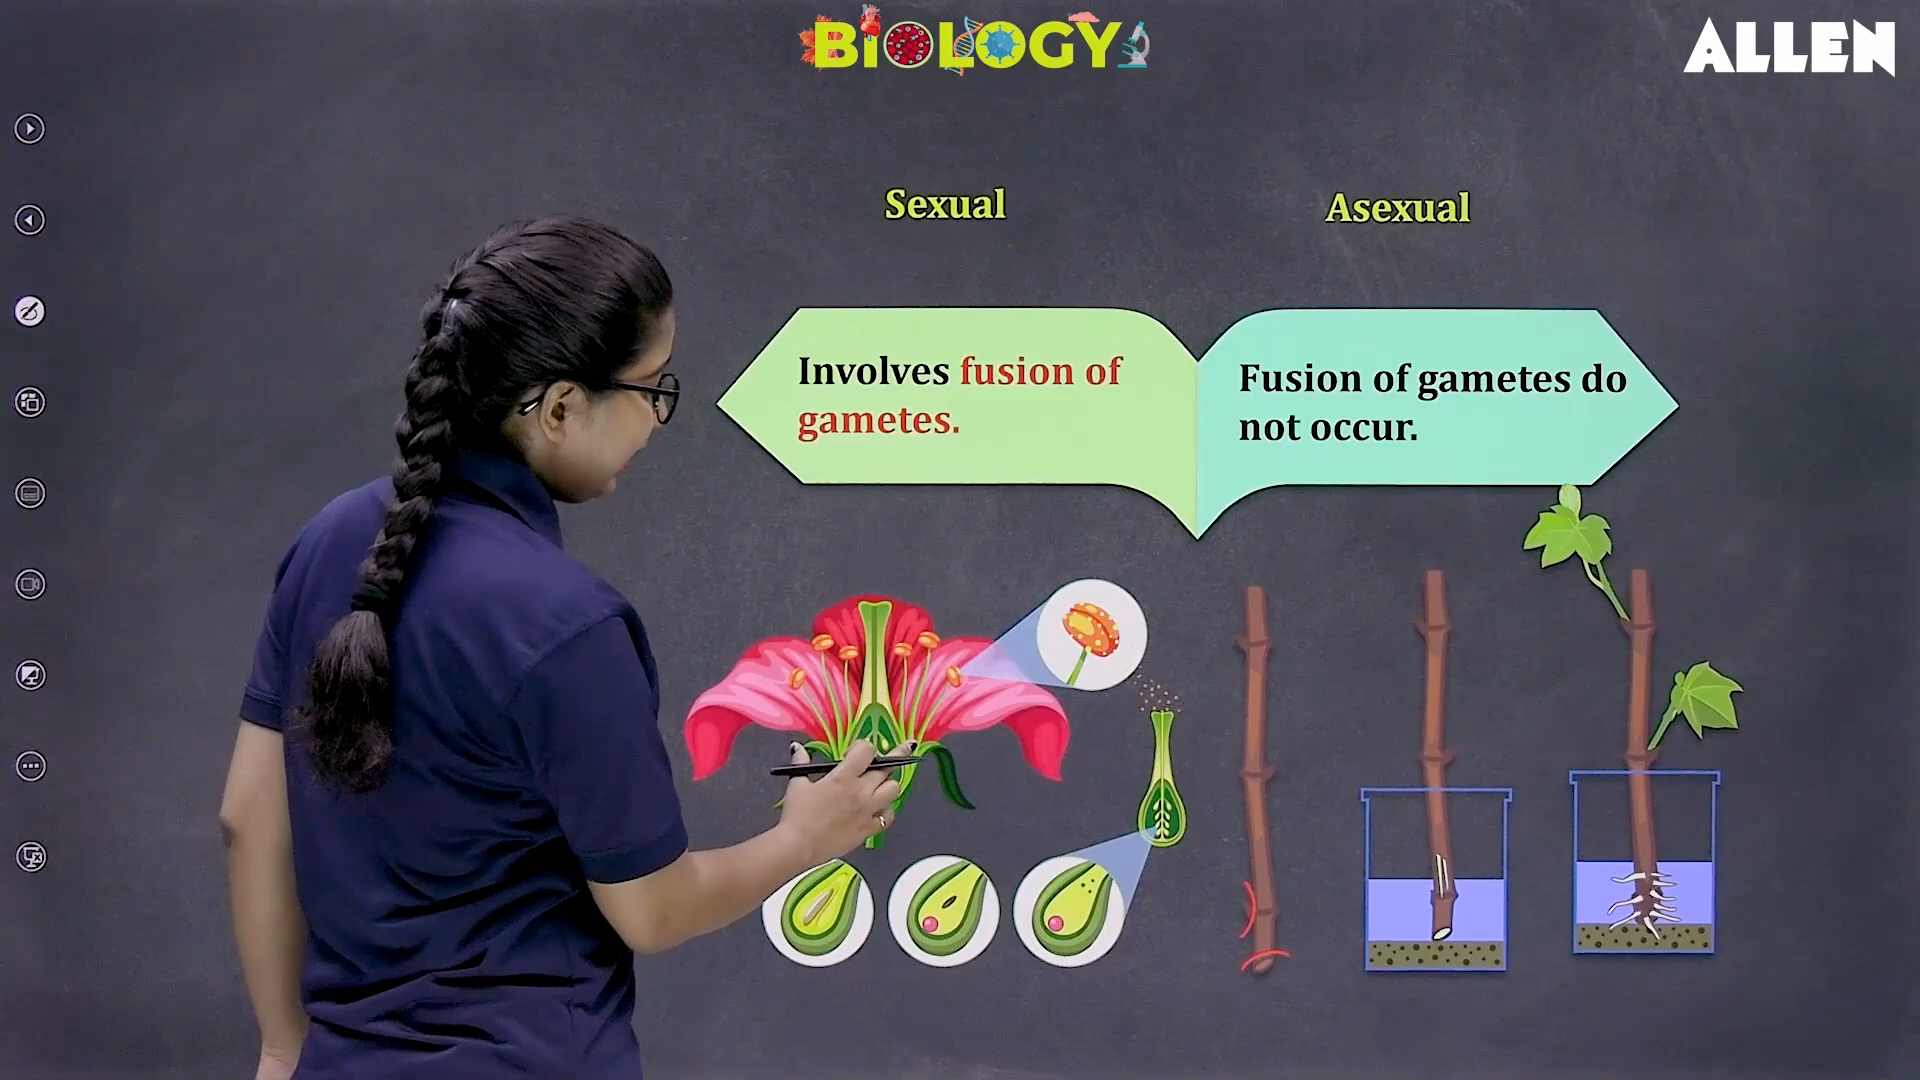 BIOLOGY
ALLEN
Sexual
Asexual
Involves fusion of
gametes.
Fusion of gametes do
not occur.